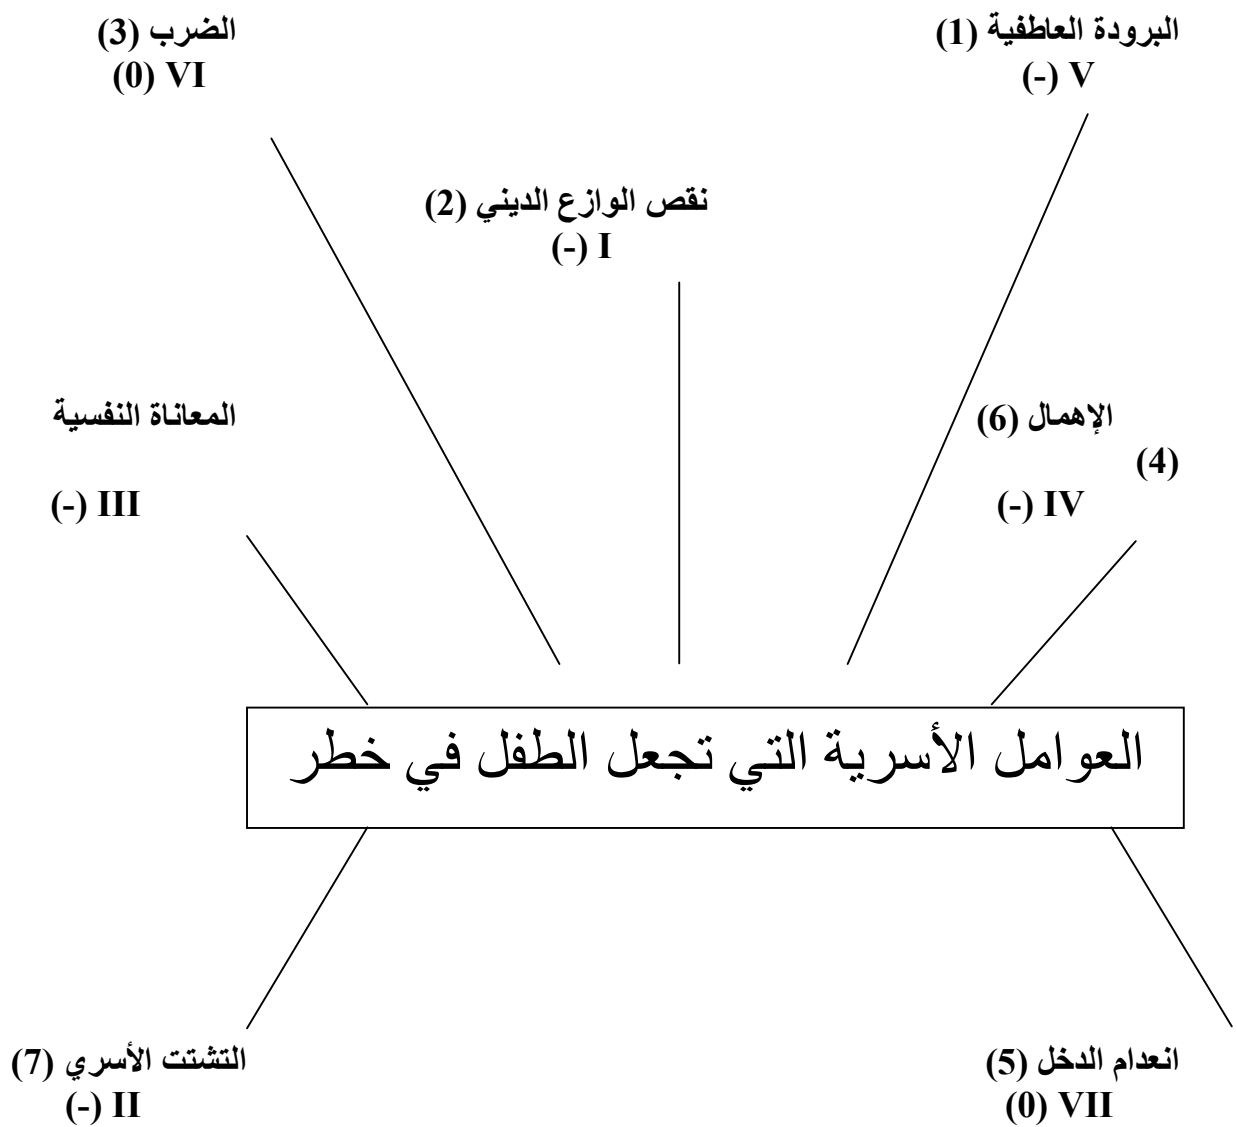 البرودة العاطفية (1)
V (-)
الضرب (3)
VI (0)
نقص الوازع الديني (2)
I (-)
الإهمال (6)
المعاناة النفسية
(4)
IV (-)
III (-)
العوامل الأسرية التي تجعل الطفل في خطر
انعدام الدخل (5)
VII (0)
التشتت الأسري (7)
II (-)